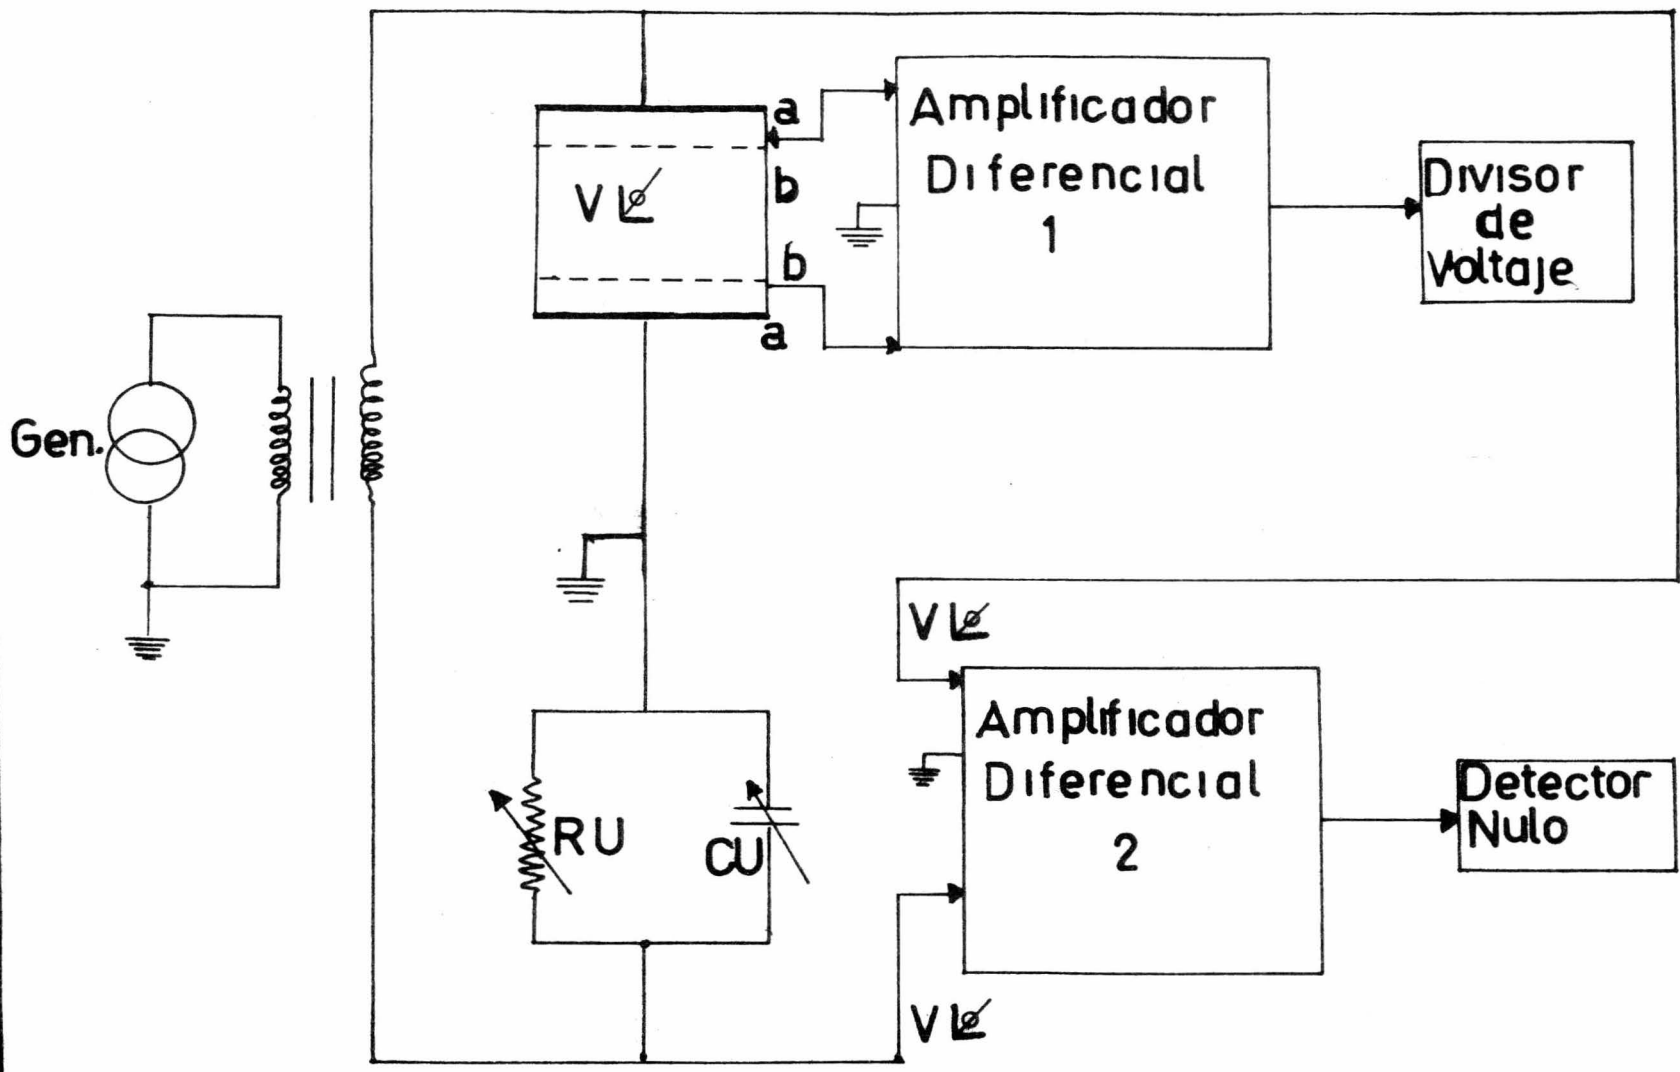 a
Amplificador
Diferencial
1
b
V∠ø
b
a
Divisor
de
Voltaje
Gen.
V∠ø
Amplificador
Diferencial
2
RU
CU
Detector
Nulo
V∠ø